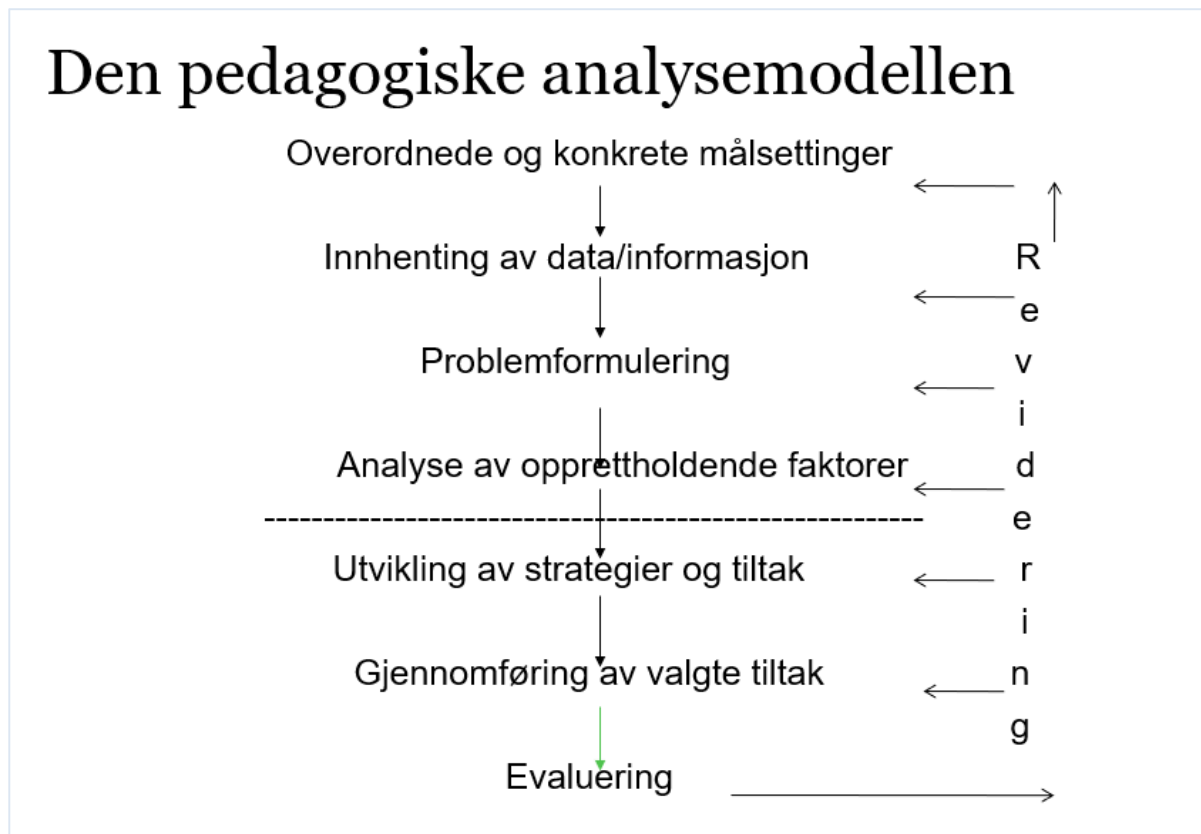 Den pedagogiske analysemodellen
Overordnede og konkrete målsettinger
Innhenting av data/informasjon
Problemformulering
Analyse av opprettholdende faktorer
Utvikling av strategier og tiltak
Gjennomføring av valgte tiltak
Evaluering
Revidering